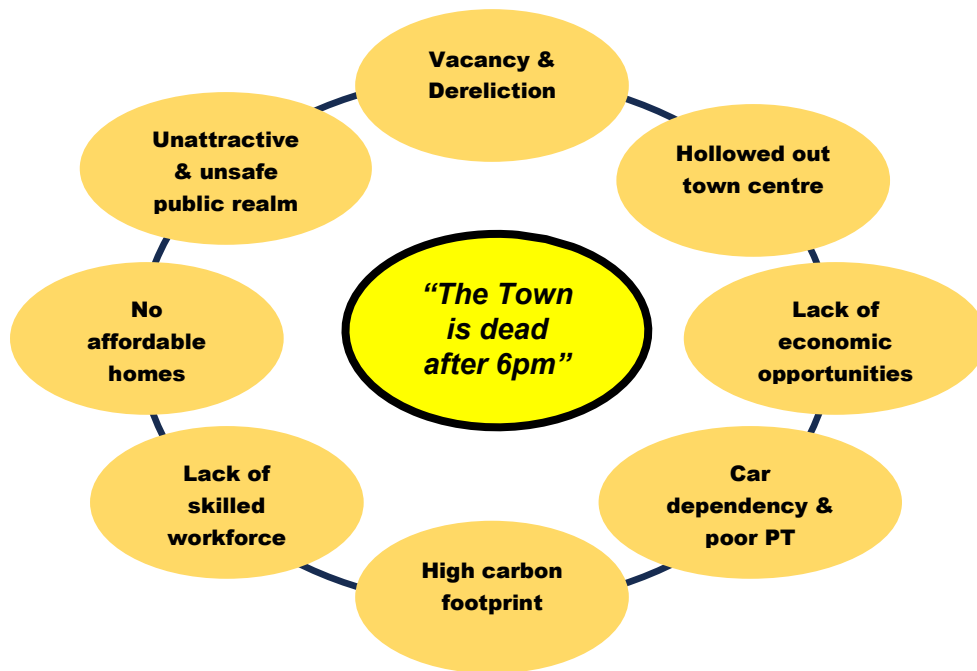 Vacancy &
Dereliction
Hollowed out
town centre
Lack of
economic
opportunities
Car
dependency &
poor PT
High carbon
footprint
Lack of
skilled
workforce
No
affordable
homes
Unattractive
& unsafe
public realm
“The Town
is dead
after 6pm”